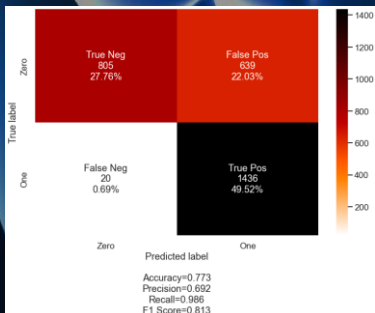 True Neg
805
27.76%
False Pos
639
22.03%
False Neg
20
0.69%
True Pos
1436
49.52%
Zero
One
True label
Zero
One
Predicted label
Accuracy=0.773
Precision=0.692
Recall=0.986
F1 Score=0.813
1400
1200
1000
800
600
400
200